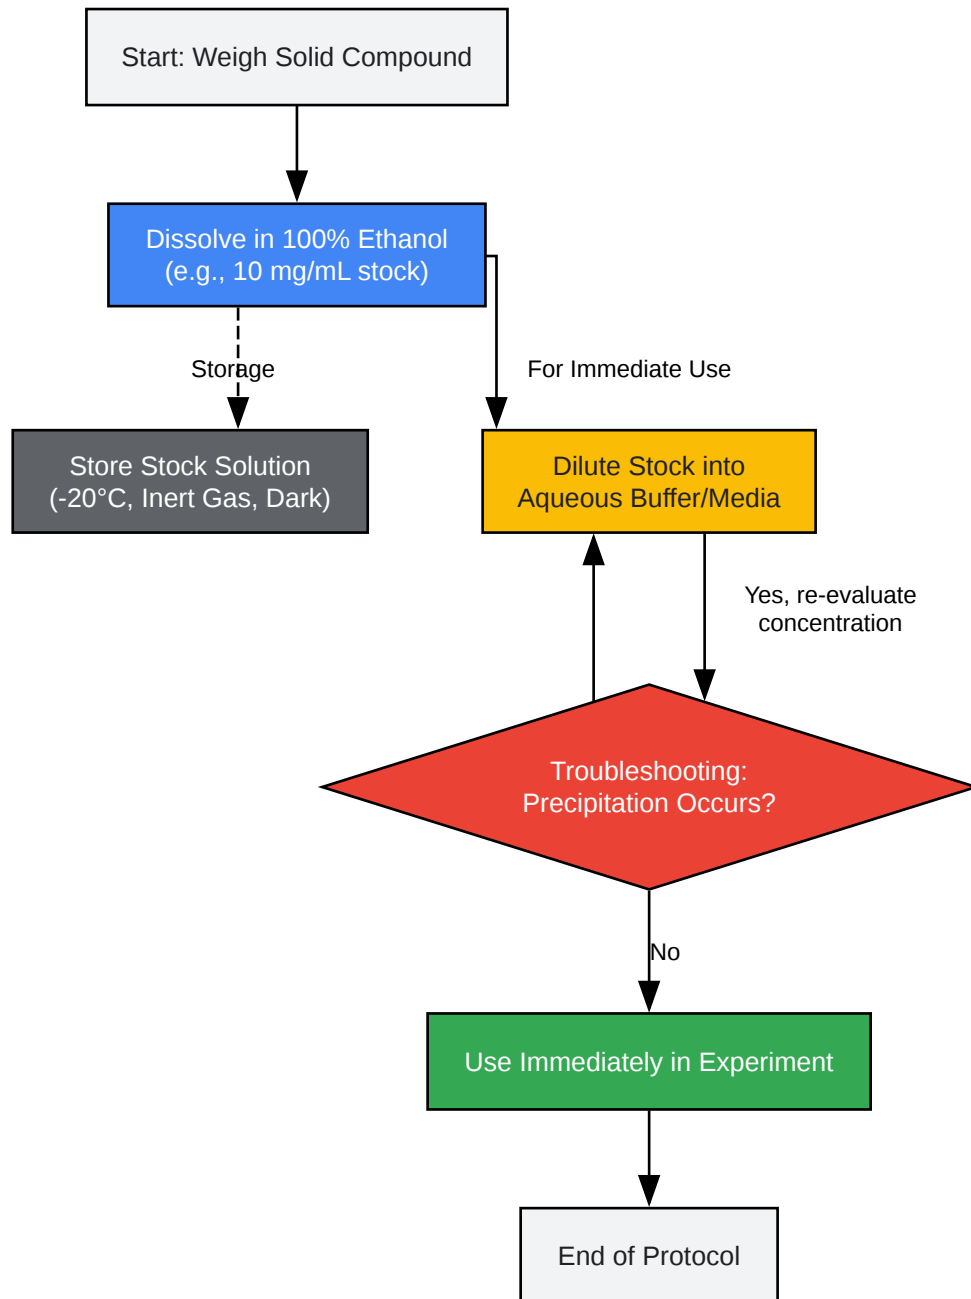 Start: Weigh Solid Compound
Dissolve in 100% Ethanol
(e.g., 10 mg/mL stock)
Storage
For Immediate Use
Store Stock Solution
(-20°C, Inert Gas, Dark)
Dilute Stock into
Aqueous Buffer/Media
Yes, re-evaluate
concentration
Troubleshooting:
Precipitation Occurs?
No
Use Immediately in Experiment
End of Protocol